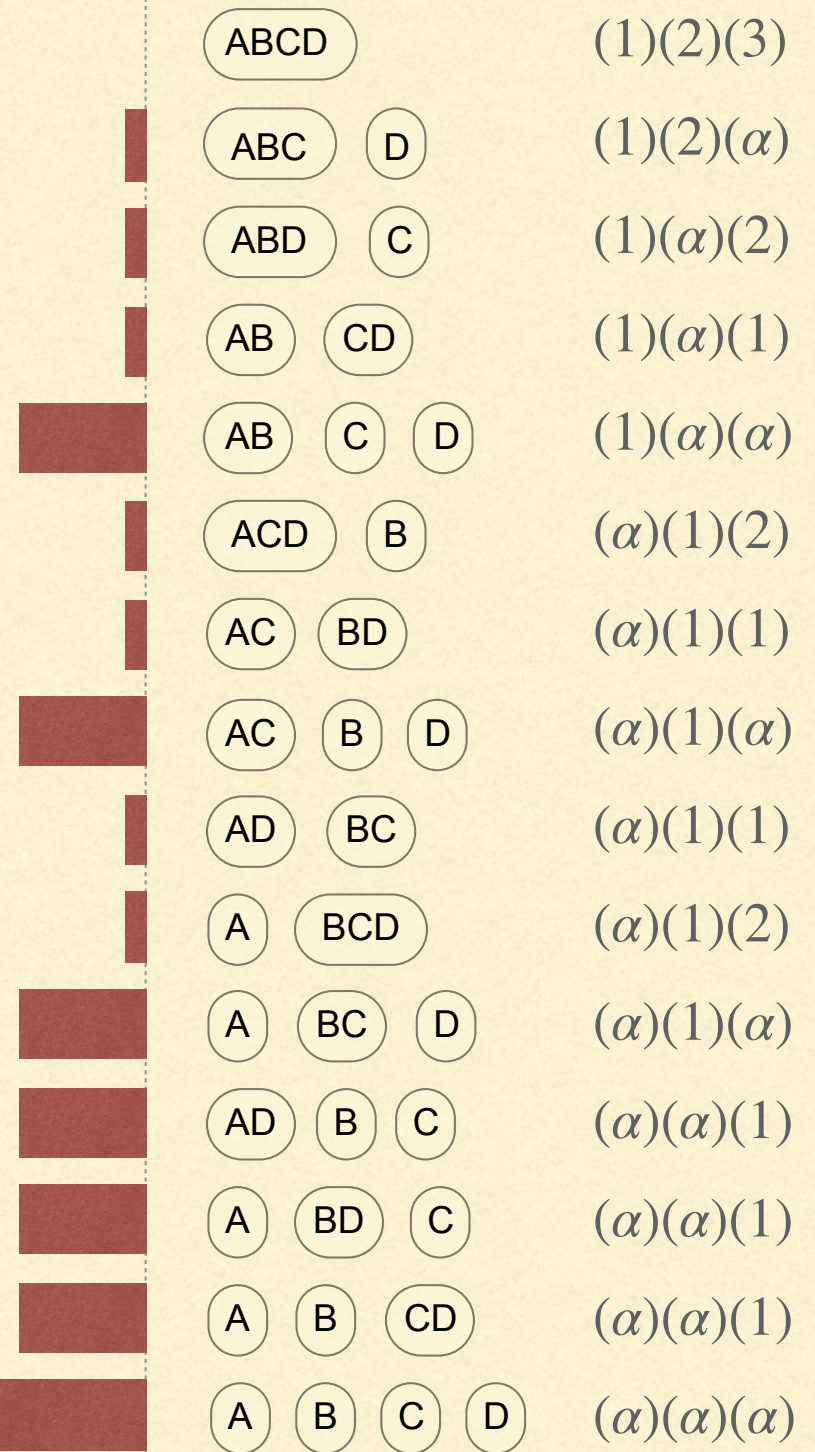 ABCD (1)(2)(3)
ABC D (1)(2)(α)
ABD C (1)(α)(2)
AB CD (1)(α)(1)
AB C D (1)(α)(α)
ACD B (α)(1)(2)
AC BD (α)(1)(1)
AC B D (α)(1)(α)
AD BC (α)(1)(1)
A BCD (α)(1)(2)
A BC D (α)(1)(α)
AD B C (α)(α)(1)
A BD C (α)(α)(1)
A B CD (α)(α)(1)
A B C D (α)(α)(α)